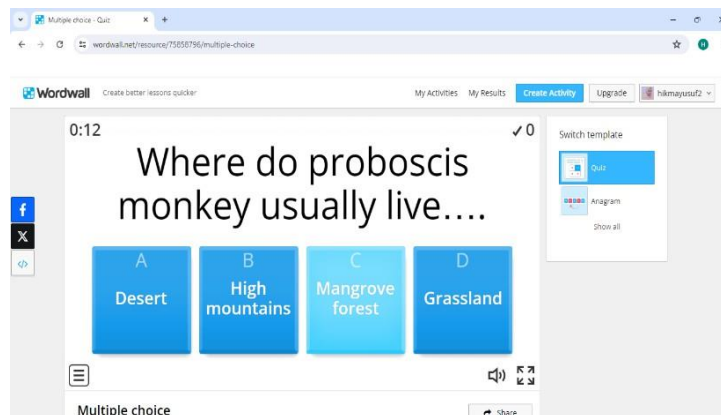 Multiple choice - Quiz
wordwall.net/resource/75858796/multiple-choice
H
Wordwall Create better lessons quicker My Activities My Results Create Activity Upgrade hikmayusuf2
0:12 ✓ 0
Switch template
Where do proboscis
monkey usually live....
Quiz
Anagram
Show all
A
Desert
B
High
mountains
C
Mangrove
forest
D
Grassland
Multiple choice
Share